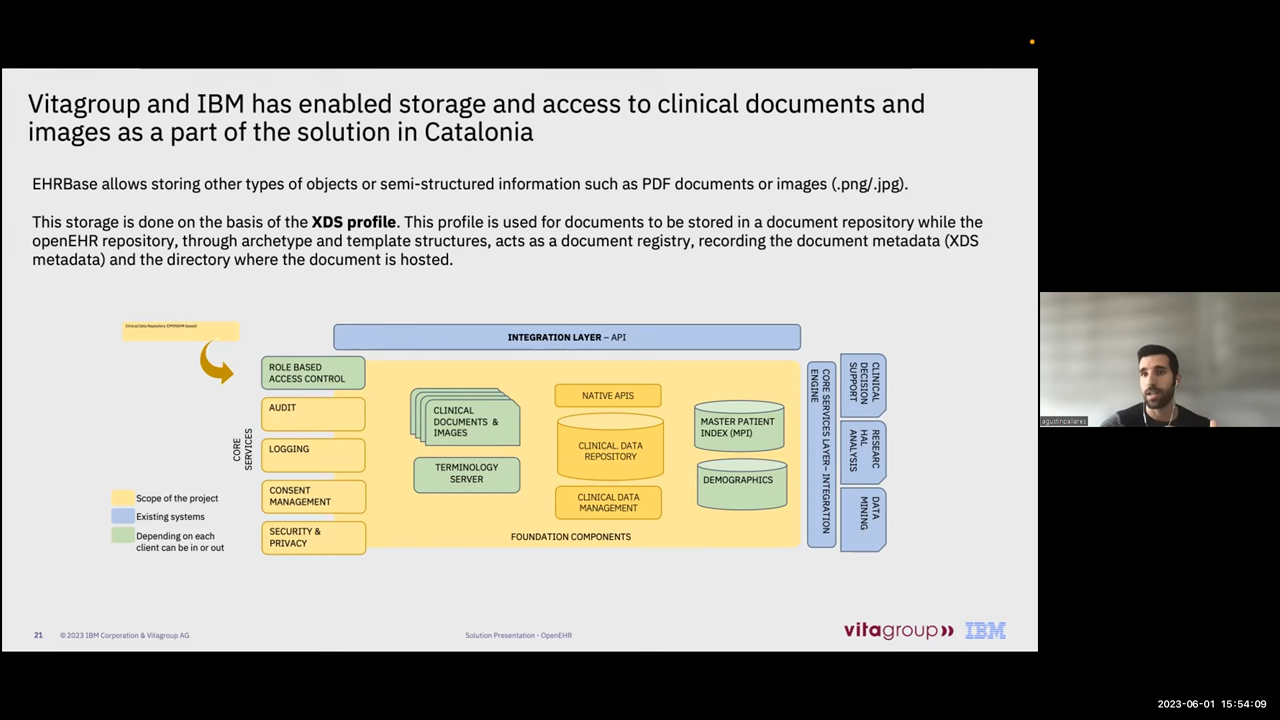 Vitagroup and IBM has enabled storage and access to clinical documents and
images as a part of the solution in Catalonia
EHRBase allows storing other types of objects or semi-structured information such as PDF documents or images (.png/.jpg).
This storage is done on the basis of the XDS profile. This profile is used for documents to be stored in a document repository while the
openEHR repository, through archetype and template structures, acts as a document registry, recording the document metadata (XDS
metadata) and the directory where the document is hosted.
Clinical Data Repository (OPENEHR based)
INTEGRATION LAYER – API
CORE
SERVICES
ROLE BASED
ACCESS CONTROL
AUDIT
LOGGING
CONSENT
MANAGEMENT
SECURITY &
PRIVACY
CLINICAL
DOCUMENTS &
IMAGES
TERMINOLOGY
SERVER
NATIVE APIS
CLINICAL DATA
REPOSITORY
CLINICAL DATA
MANAGEMENT
MASTER PATIENT
INDEX (MPI)
DEMOGRAPHICS
FOUNDATION COMPONENTS
CORE SERVICES LAYER– INTEGRATION
ENGINE
CLINICAL
DECISION
SUPPORT
RESEARC
HAL
ANALYSIS
DATA
MINING
Scope of the project
Existing systems
Depending on each
client can be in or out
21
© 2023 IBM Corporation & Vitagroup AG
Solution Presentation - OpenEHR
vitagroup
IBM
agustinpallares
2023-06-01 15:54:09